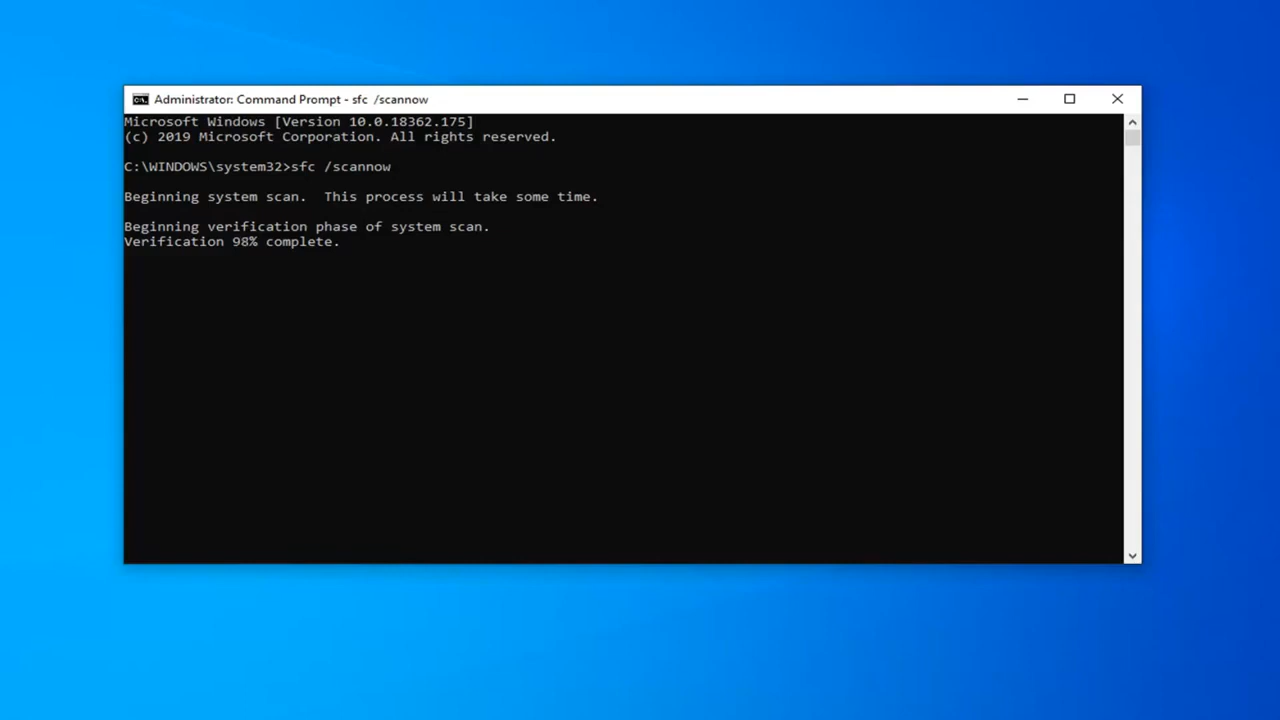 Administrator: Command Prompt - sfc  /scannow
Microsoft Windows [Version 10.0.18362.175]
(c) 2019 Microsoft Corporation. All rights reserved.
C:\WINDOWS\system32>sfc /scannow
Beginning system scan.  This process will take some time.
Beginning verification phase of system scan.
Verification 98% complete.